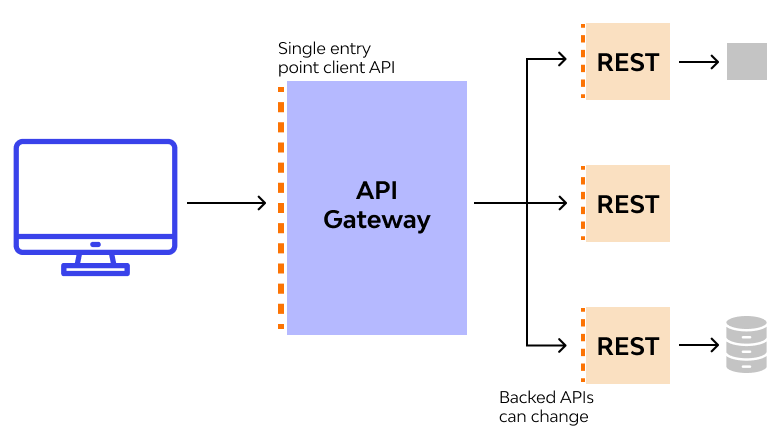 Single entry
point client API
API
Gateway
REST
REST
REST
Backed APIs
can change